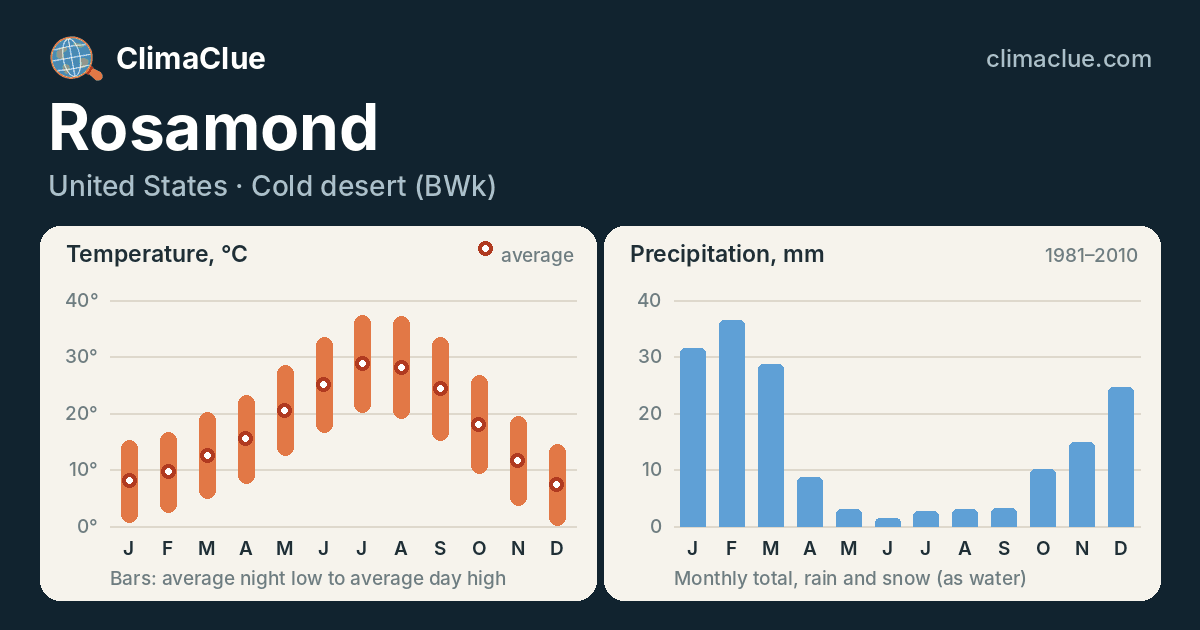 ClimaClue
climaclue.com
Rosamond
United States · Cold desert (BWk)
Temperature, °C
average
40°
30°
20°
10°
0°
J F M A M J J A S O N D
Bars: average night low to average day high
Precipitation, mm
1981–2010
40
30
20
10
0
J F M A M J J A S O N D
Monthly total, rain and snow (as water)